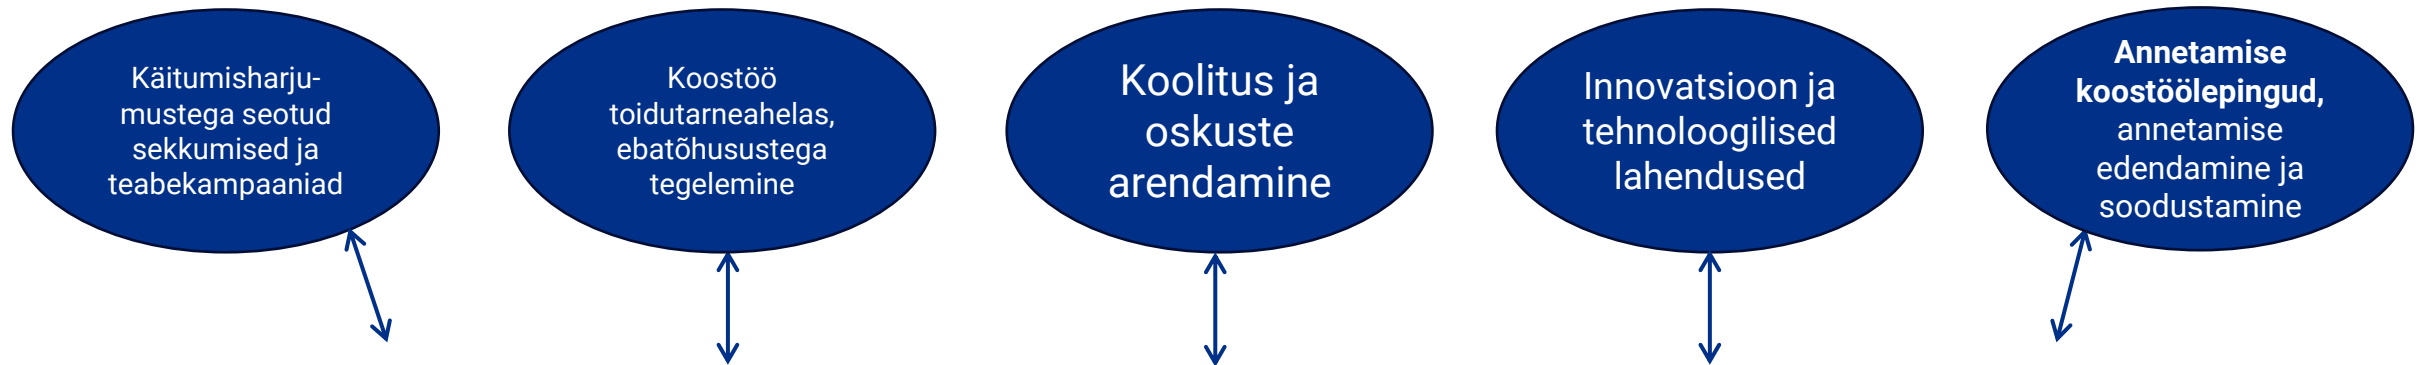 Käitumisharju-
mustega seotud
sekkumised ja
teabekampaaniad
Koostöö
toidutarneahelas,
ebatõhusustega
tegelemine
Koolitus ja
oskuste
arendamine
Innovatsioon ja
tehnoloogilised
lahendused
Annetamise
koostöölepingud,
annetamise
edendamine ja
soodustamine